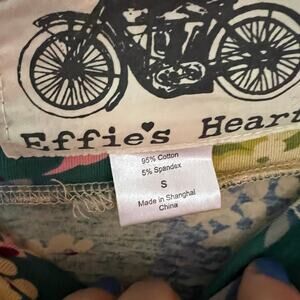 Effie's Heart
95% Cotton
5% Spandex
S
Made in Shanghai
China